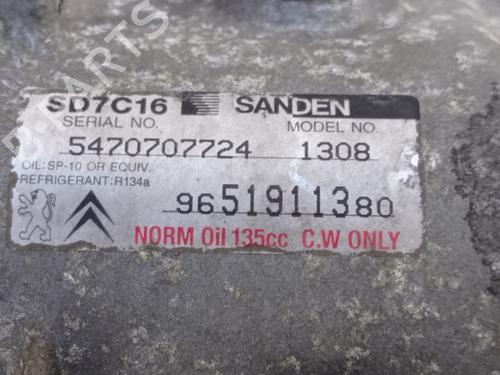 SD7C16 SANDEN
SERIAL NO. MODEL NO.
5470707724 1308
OIL:SP-10 OR EQUIV.
REFRIGERANT:R134a
9651911380
NORM Oil 135cc C.W ONLY
B-PARTS